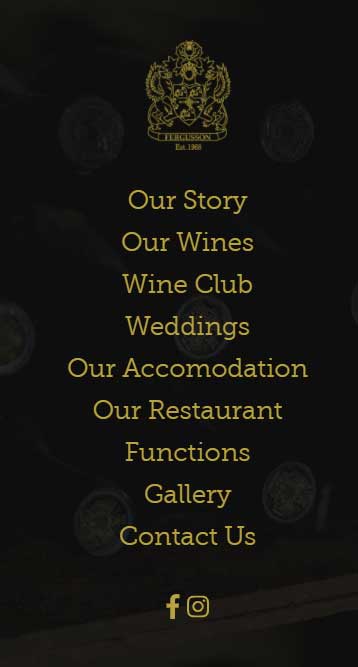 FERGUSSON
Est. 1968
Our Story
Our Wines
Wine Club
Weddings
Our Accomodation
Our Restaurant
Functions
Gallery
Contact Us